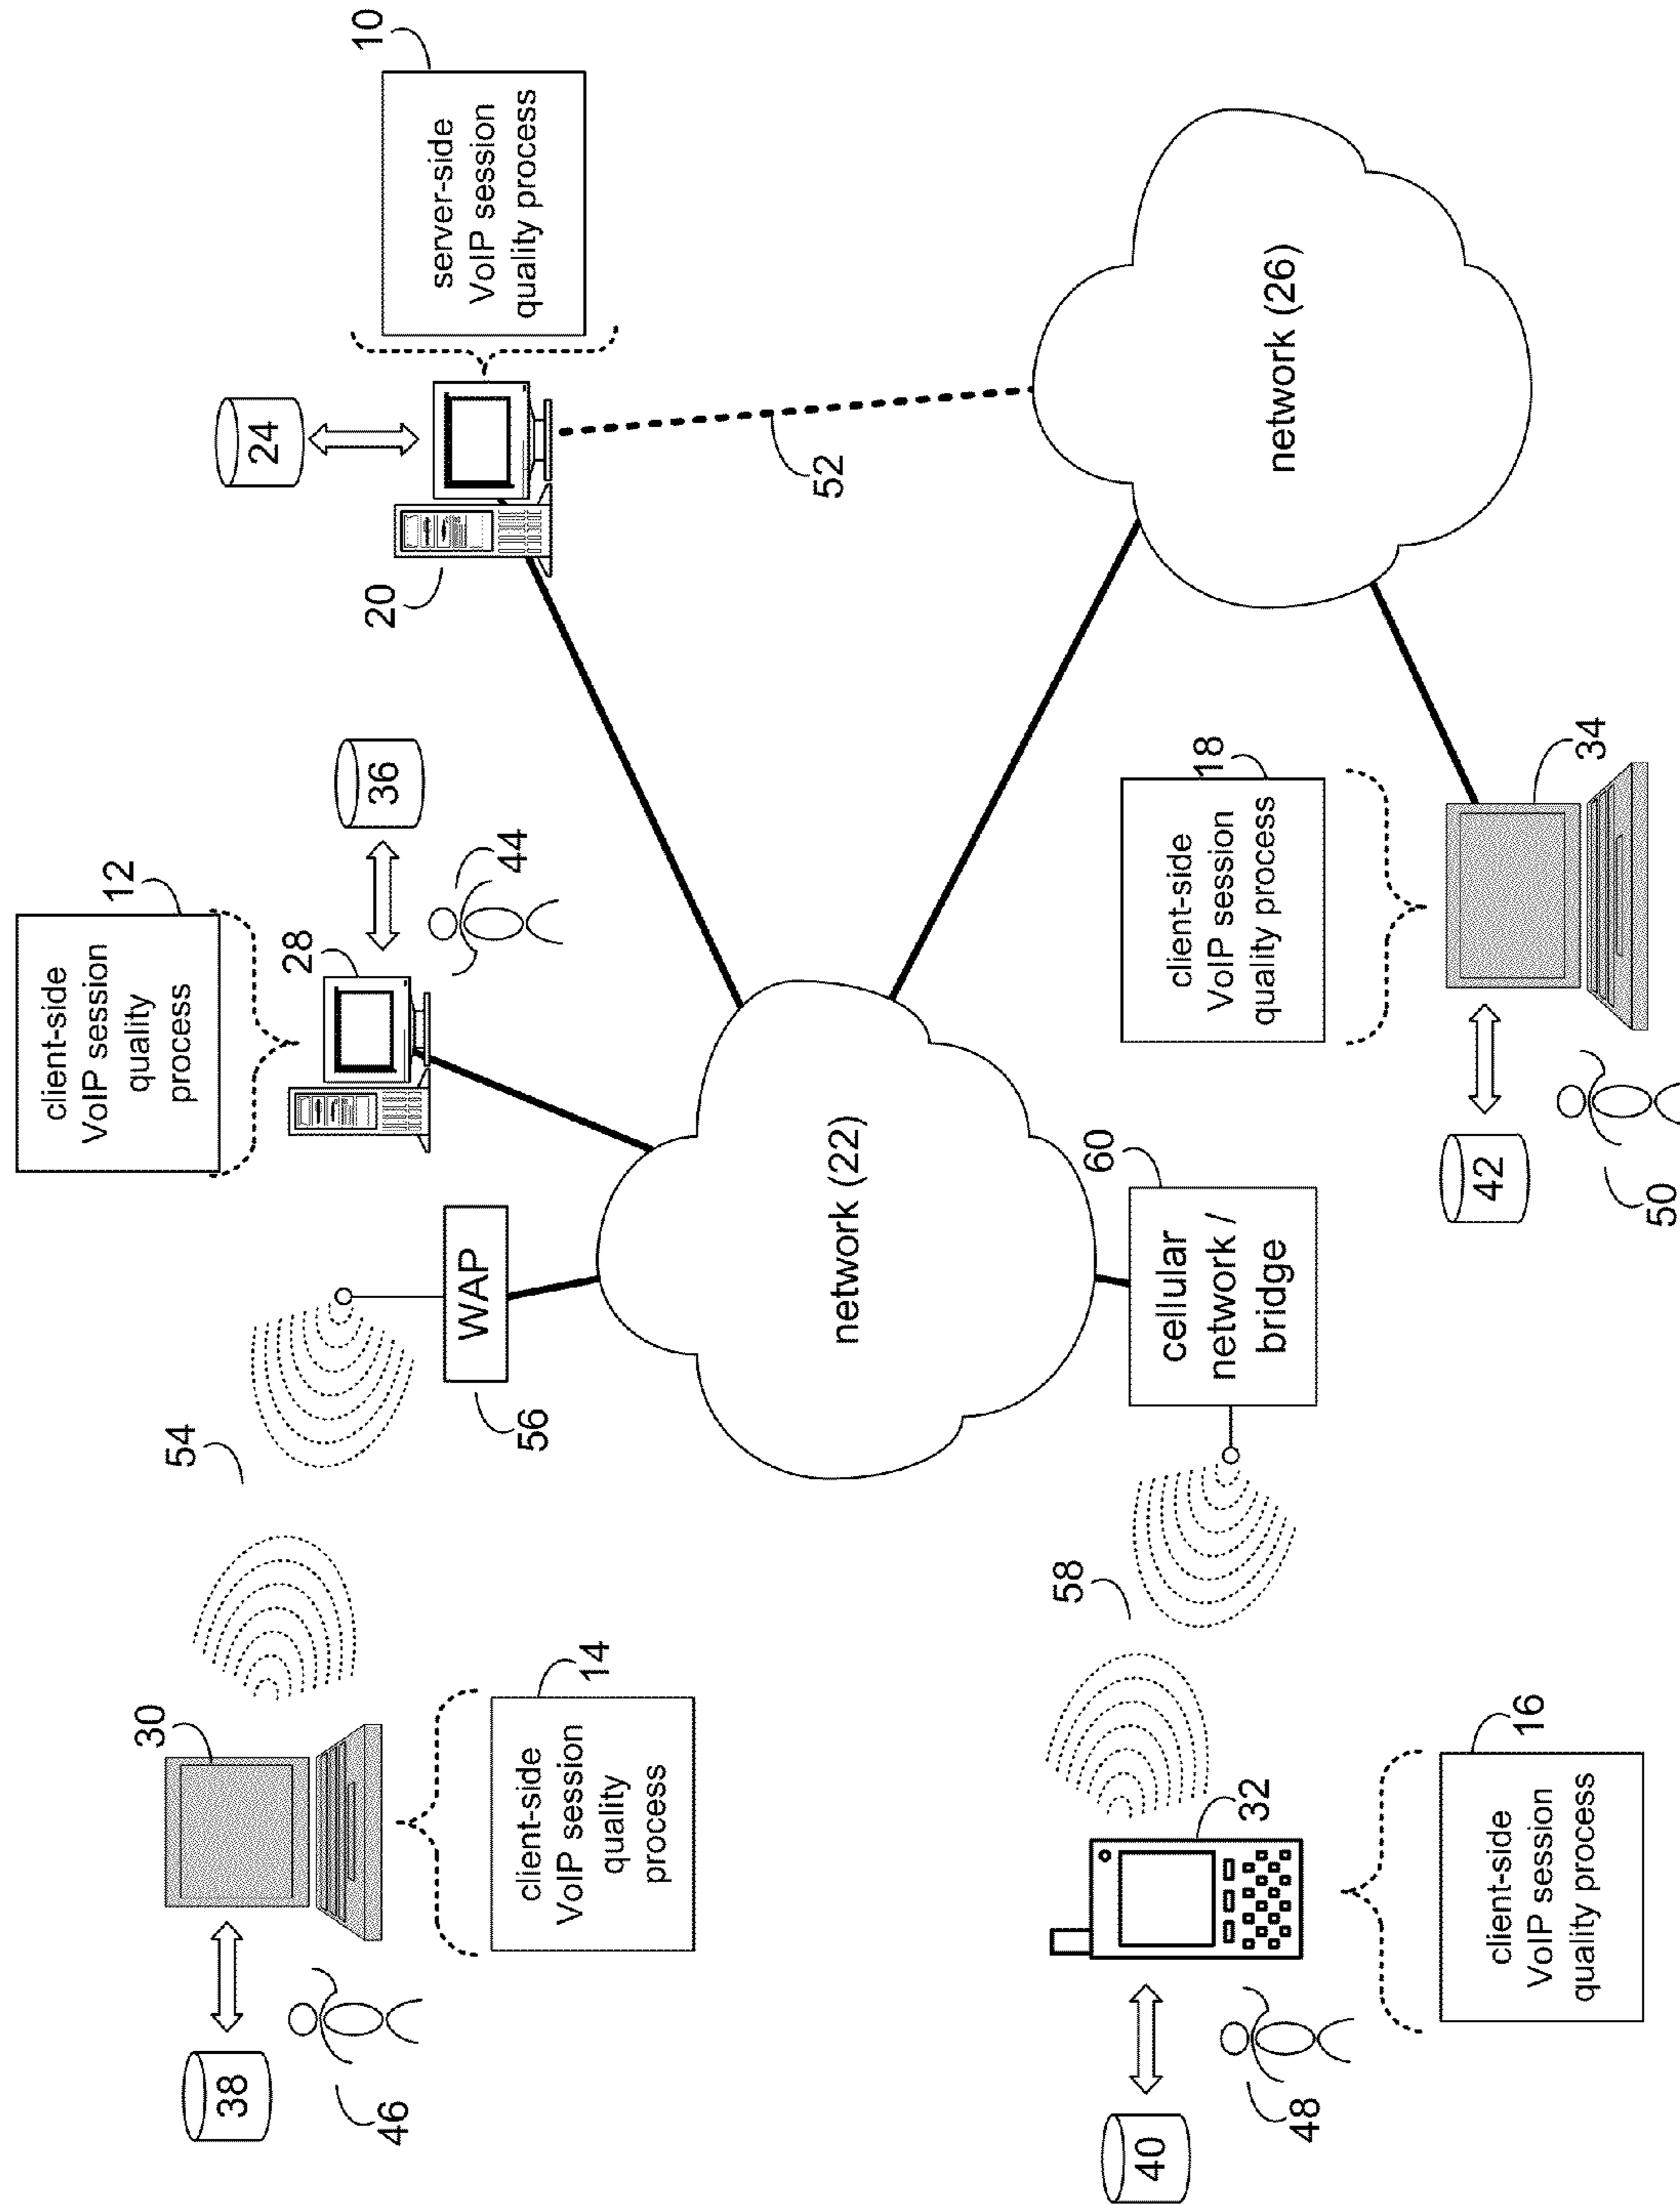 38
46
30
client-side
VoIP session
quality
process
14
54
WAP
56
client-side
VoIP session
quality
process
12
28
36
44
24
20
server-side
VoIP session
quality process
10
52
network (22)
network (26)
40
48
32
client-side
VoIP session
quality process
16
58
cellular
network /
bridge
60
42
50
client-side
VoIP session
quality process
18
34